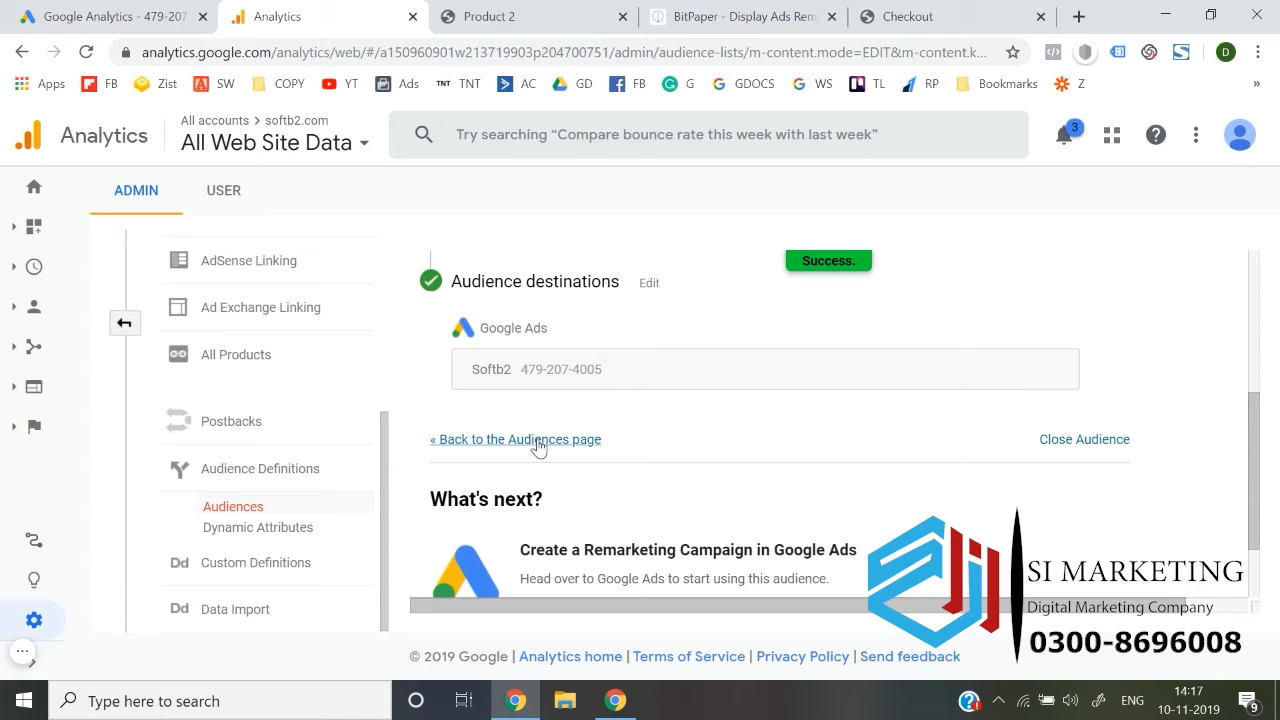 Google Analytics - 479-207
Analytics
Product 2
BitPaper - Display Ads Rem
Checkout
analytics.google.com/analytics/web/#/a150960901w213719903p204700751/admin/audience-lists/m-content.mode=EDIT&m-content.k...
D
Apps
FB
Zist
SW
COPY
YT
Ads
TNT TNT
AC
GD
FB
G
GDOCS
WS
TL
RP
Bookmarks
Z
»
Analytics
All accounts > softb2.com
All Web Site Data
Try searching “Compare bounce rate this week with last week”
3
ADMIN
USER
AdSense Linking
Ad Exchange Linking
All Products
Postbacks
Audience Definitions
Audiences
Dynamic Attributes
Dd Custom Definitions
Dd Data Import
Success.
Audience destinations Edit
Google Ads
Softb2 479-207-4005
« Back to the Audiences page
Close Audience
What's next?
Create a Remarketing Campaign in Google Ads
Head over to Google Ads to start using this audience.
SI MARKETING
Digital Marketing Company
0300-8696008
© 2019 Google | Analytics home | Terms of Service | Privacy Policy | Send feedback
Type here to search
ENG
14:17
10-11-2019
9